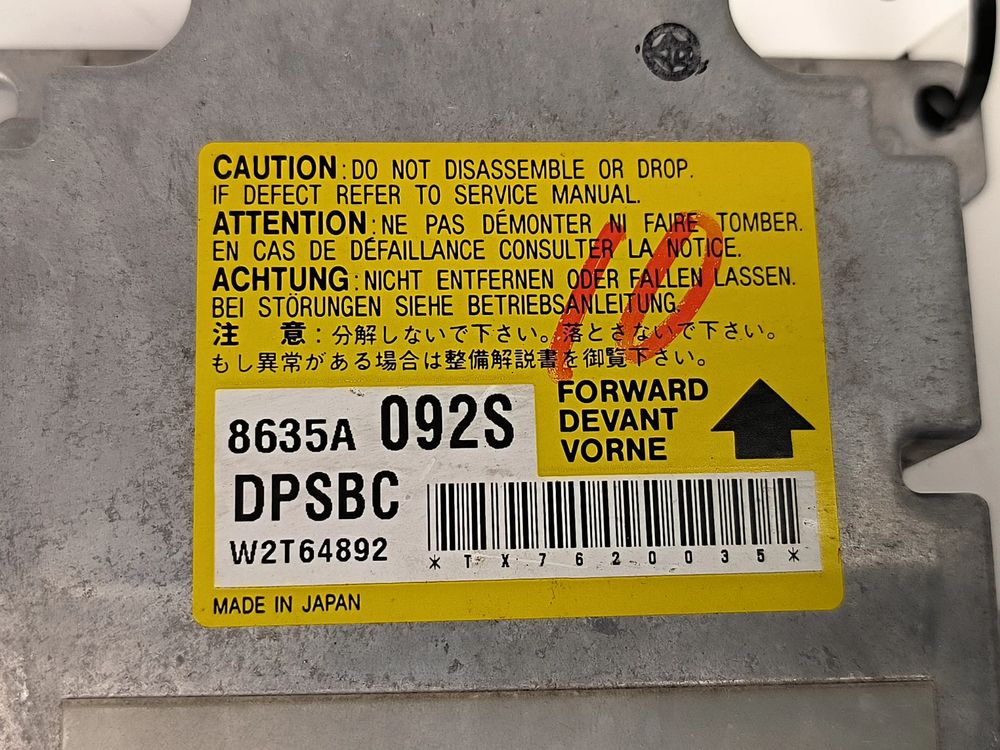 CAUTION : DO NOT DISASSEMBLE OR DROP.
IF DEFECT REFER TO SERVICE MANUAL.
ATTENTION : NE PAS DÉMONTER NI FAIRE TOMBER.
EN CAS DE DÉFAILLANCE CONSULTER LA NOTICE.
ACHTUNG : NICHT ENTFERNEN ODER FALLEN LASSEN.
BEI STÖRUNGEN SIEHE BETRIEBSANLEITUNG.
注 意 : 分解しないで下さい。落とさないで下さい。
もし異常がある場合は整備解説書を御覧下さい。
10
FORWARD
DEVANT
VORNE
8635A 092S
DPSBC
W2T64892
*TX7620035*
MADE IN JAPAN